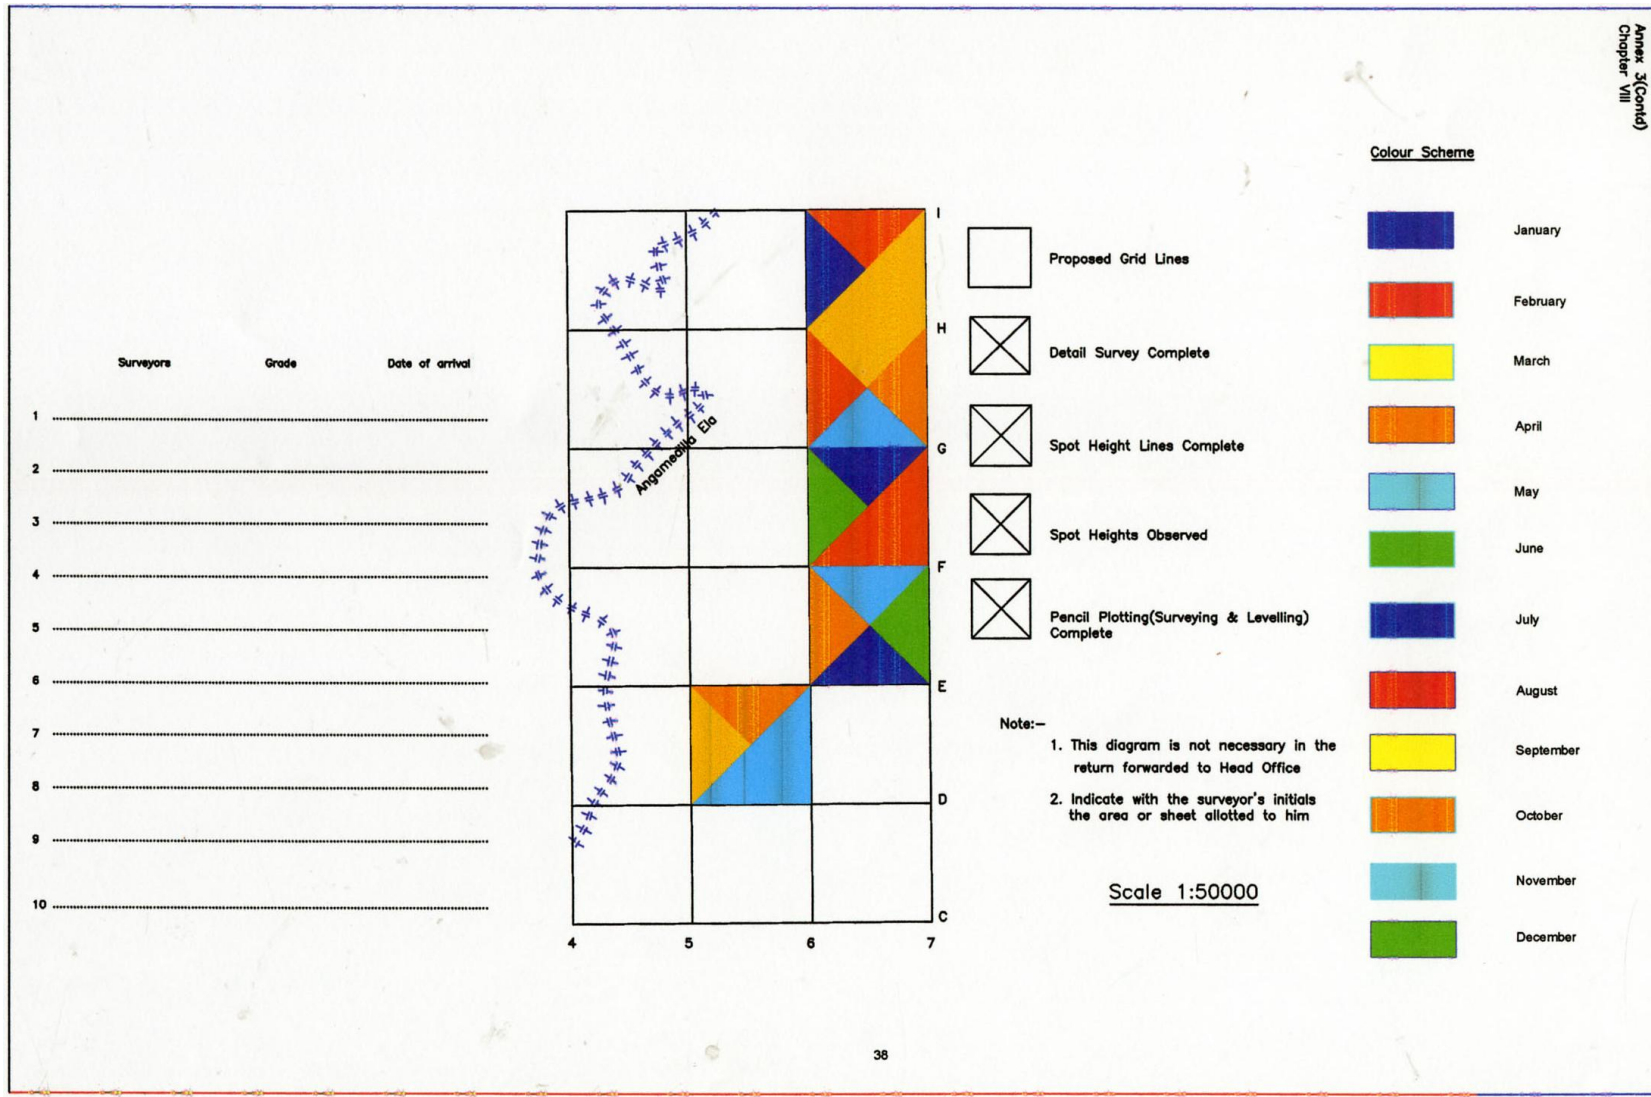 Annex 3(Contd)
Chapter VIII
Surveyors Grade Date of arrival
1
2
3
4
5
6
7
8
9
10
Angamedilla Ela
I
H
G
F
E
D
C
4 5 6 7
Proposed Grid Lines
Detail Survey Complete
Spot Height Lines Complete
Spot Heights Observed
Pencil Plotting(Surveying & Levelling)
Complete
Note:-
1. This diagram is not necessary in the
return forwarded to Head Office
2. Indicate with the surveyor's initials
the area or sheet allotted to him
Scale 1:50000
Colour Scheme
January
February
March
April
May
June
July
August
September
October
November
December
38